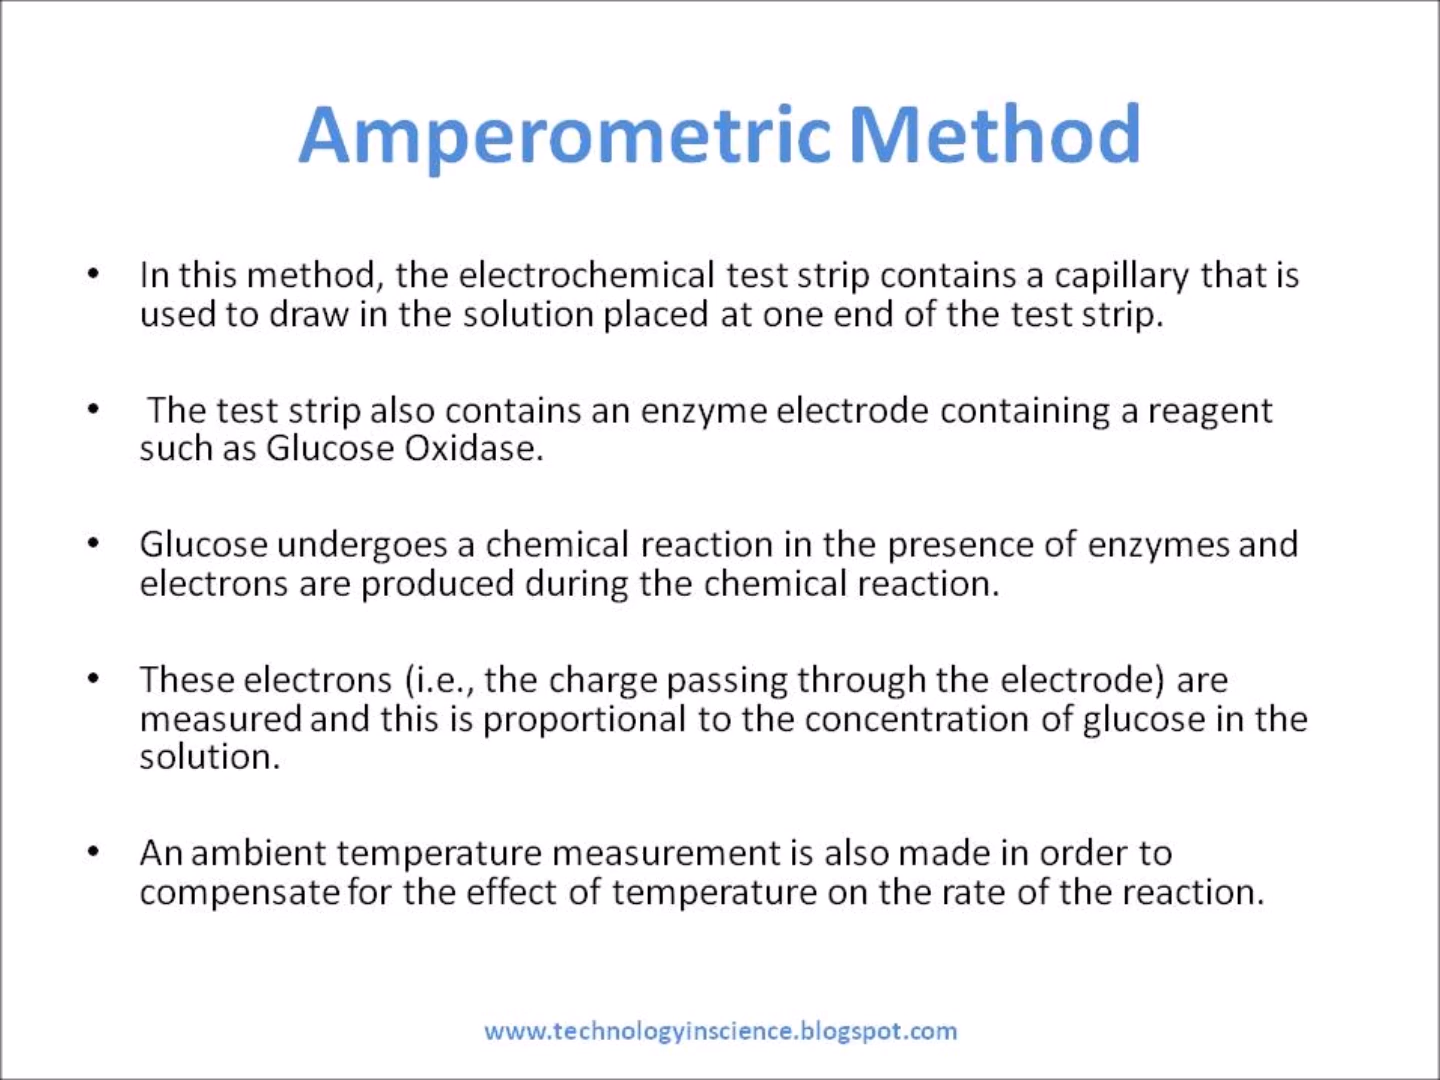 Amperometric Method
• In this method, the electrochemical test strip contains a capillary that is
used to draw in the solution placed at one end of the test strip.
• The test strip also contains an enzyme electrode containing a reagent
such as Glucose Oxidase.
• Glucose undergoes a chemical reaction in the presence of enzymes and
electrons are produced during the chemical reaction.
• These electrons (i.e., the charge passing through the electrode) are
measured and this is proportional to the concentration of glucose in the
solution.
• An ambient temperature measurement is also made in order to
compensate for the effect of temperature on the rate of the reaction.
www.technologyinscience.blogspot.com